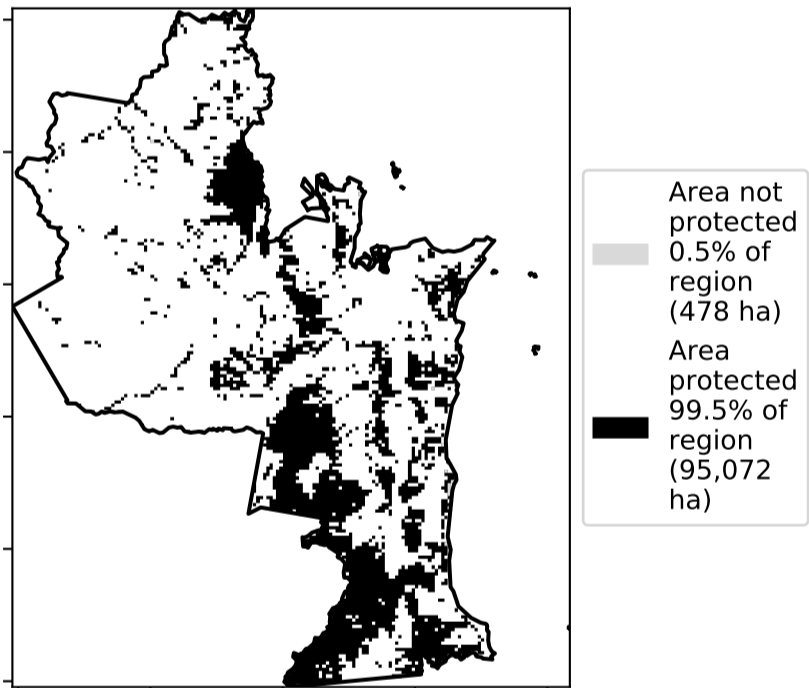 Area not
protected
0.5% of
region
(478 ha)
Area
protected
99.5% of
region
(95,072
ha)